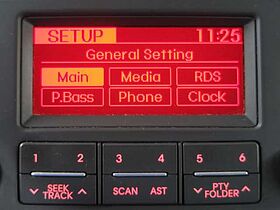 SETUP 11:25
General Setting
Main Media RDS
P.Bass Phone Clock
1 2 3 4 5 6
SEEK TRACK SCAN AST PTY FOLDER